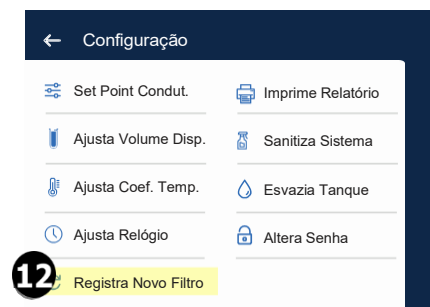 Configuração
Set Point Condut.
Imprime Relatório
Ajusta Volume Disp.
Sanitiza Sistema
Ajusta Coef. Temp.
Esvazia Tanque
Ajusta Relógio
Altera Senha
12
Registra Novo Filtro